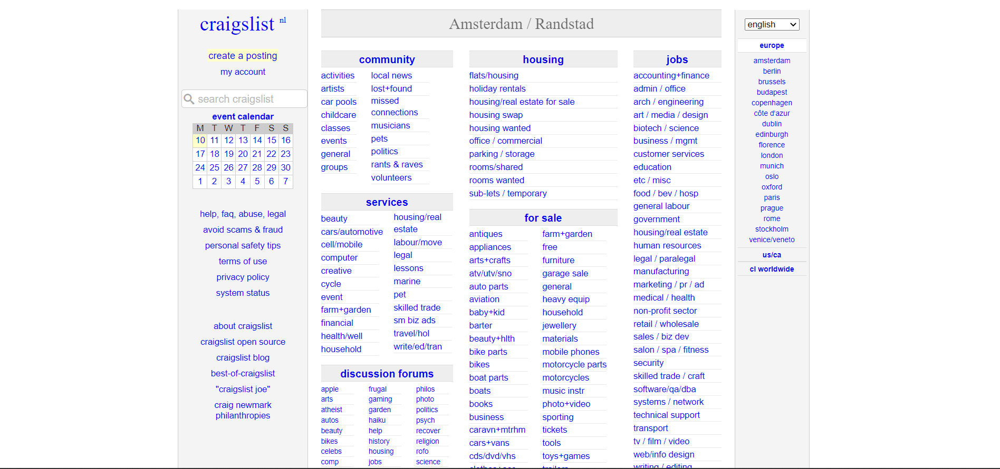 craigslist nl
create a posting
my account
search craigslist
event calendar
M T W T F S S
10 11 12 13 14 15 16
17 18 19 20 21 22 23
24 25 26 27 28 29 30
1 2 3 4 5 6 7
help, faq, abuse, legal
avoid scams & fraud
personal safety tips
terms of use
privacy policy
system status
about craigslist
craigslist open source
craigslist blog
best-of-craigslist
"craigslist joe"
craig newmark
philanthropies
Amsterdam / Randstad
community
activities
artists
car pools
childcare
classes
events
general
groups
local news
lost+found
missed
connections
musicians
pets
politics
rants & raves
volunteers
services
beauty
cars/automotive
cell/mobile
computer
creative
cycle
event
farm+garden
financial
health/well
household
housing/real
estate
labour/move
legal
lessons
marine
pet
skilled trade
sm biz ads
travel/hol
write/ed/tran
discussion forums
apple
arts
atheist
autos
beauty
bikes
celebs
comp
frugal
gaming
garden
haiku
help
history
housing
jobs
philos
photo
politics
psych
recover
religion
rofo
science
housing
flats/housing
holiday rentals
housing/real estate for sale
housing swap
housing wanted
office / commercial
parking / storage
rooms/shared
rooms wanted
sub-lets / temporary
for sale
antiques
appliances
arts+crafts
atv/utv/sno
auto parts
aviation
baby+kid
barter
beauty+hlth
bike parts
bikes
boat parts
boats
books
business
caravn+mtrhm
cars+vans
cds/dvd/vhs
farm+garden
free
furniture
garage sale
general
heavy equip
household
jewellery
materials
mobile phones
motorcycle parts
motorcycles
music instr
photo+video
sporting
tickets
tools
toys+games
trailers
jobs
accounting+finance
admin / office
arch / engineering
art / media / design
biotech / science
business / mgmt
customer services
education
etc / misc
food / bev / hosp
general labour
government
housing/real estate
human resources
legal / paralegal
manufacturing
marketing / pr / ad
medical / health
non-profit sector
retail / wholesale
sales / biz dev
salon / spa / fitness
security
skilled trade / craft
software/qa/dba
systems / network
technical support
transport
tv / film / video
web/info design
writing / editing
english
europe
amsterdam
berlin
brussels
budapest
copenhagen
côte d'azur
dublin
edinburgh
florence
london
munich
oslo
oxford
paris
prague
rome
stockholm
venice/veneto
us/ca
cl worldwide